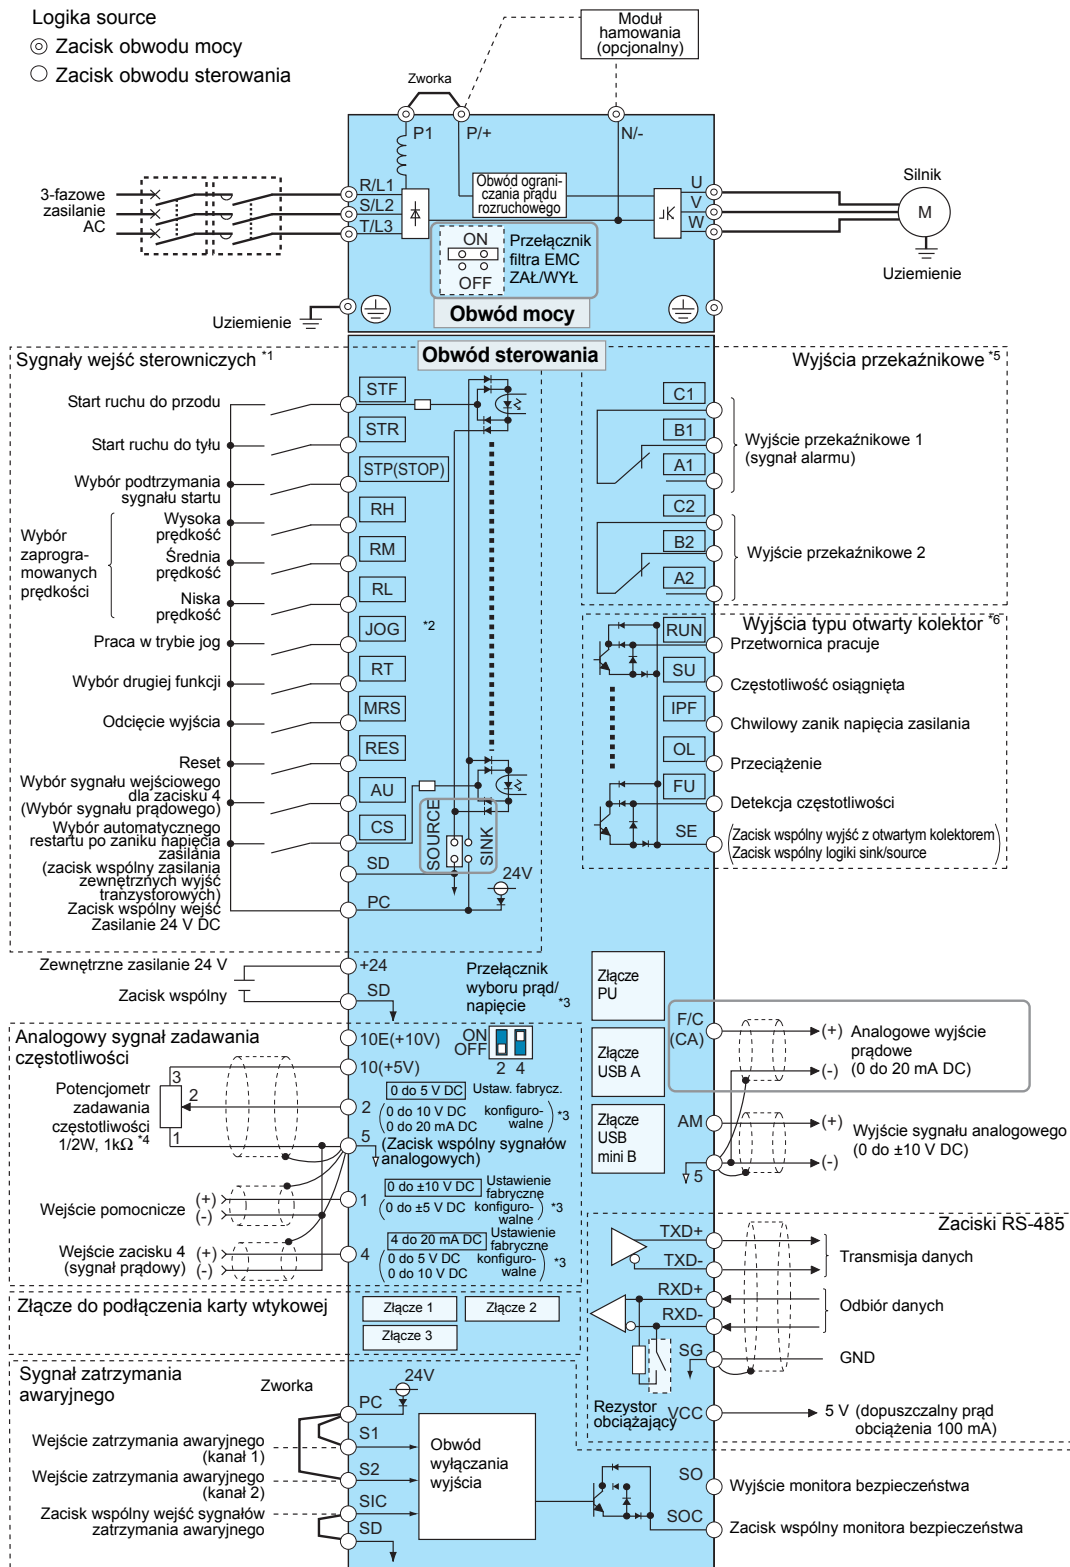 Logika source
Zacisk obwodu mocy
Zacisk obwodu sterowania
Moduł
hamowania
(opcjonalny)
Zworka
P1
P/+
N/-
3-fazowe
zasilanie
AC
R/L1
S/L2
T/L3
Obwód ograni-
czania prądu
rozruchowego
U
V
W
Silnik
M
Uziemienie
ON
OFF
Przełącznik
filtra EMC
ZAŁ/WYŁ
Uziemienie
Obwód mocy
Sygnały wejść sterowniczych *1
Obwód sterowania
Wyjścia przekaźnikowe *5
Start ruchu do przodu
STF
Start ruchu do tyłu
STR
Wybór podtrzymania
sygnału startu
STP(STOP)
Wybór
zaprogra-
mowanych
prędkości
Wysoka
prędkość
RH
Średnia
prędkość
RM
Niska
prędkość
RL
Praca w trybie jog
JOG *2
Wybór drugiej funkcji
RT
Odcięcie wyjścia
MRS
Reset
RES
Wybór sygnału wejściowego
dla zacisku 4
(Wybór sygnału prądowego)
AU
Wybór automatycznego
restartu po zaniku napięcia
zasilania
CS
(zacisk wspólny zasilania
zewnętrznych wyjść
tranzystorowych)
SD
Zacisk wspólny wejść
Zasilanie 24 V DC
PC
SOURCE
SINK
24V
C1
B1
A1
Wyjście przekaźnikowe 1
(sygnał alarmu)
C2
B2
A2
Wyjście przekaźnikowe 2
Wyjścia typu otwarty kolektor *6
RUN
Przetwornica pracuje
SU
Częstotliwość osiągnięta
IPF
Chwilowy zanik napięcia zasilania
OL
Przeciążenie
FU
Detekcja częstotliwości
SE
(Zacisk wspólny wyjść z otwartym kolektorem
Zacisk wspólny logiki sink/source)
Zewnętrzne zasilanie 24 V
+24
Zacisk wspólny
SD
Przełącznik
wyboru prąd/
napięcie *3
Złącze
PU
Złącze
USB A
Złącze
USB
mini B
F/C
(CA)
(+)
(-)
Analogowe wyjście
prądowe
(0 do 20 mA DC)
AM
5
(+)
(-)
Wyjście sygnału analogowego
(0 do ±10 V DC)
Analogowy sygnał zadawania
częstotliwości
10E(+10V)
ON
OFF
2 4
10(+5V)
Potencjometr
zadawania
częstotliwości
1/2W, 1kΩ *4
3
2
1
2
0 do 5 V DC Ustaw. fabrycz.
(0 do 10 V DC
0 do 20 mA DC konfiguro-
walne) *3
5
(Zacisk wspólny sygnałów
analogowych)
Wejście pomocnicze
(+)
(-)
1
0 do ±10 V DC Ustawienie
fabryczne
(0 do ±5 V DC konfiguro-
walne) *3
Wejście zacisku 4
(sygnał prądowy)
(+)
(-)
4
4 do 20 mA DC Ustawienie
fabryczne
(0 do 5 V DC
0 do 10 V DC konfiguro-
walne) *3
Zaciski RS-485
TXD+
TXD-
Transmisja danych
RXD+
RXD-
Odbiór danych
SG
GND
Rezystor
obciążający
VCC
5 V (dopuszczalny prąd
obciążenia 100 mA)
Złącze do podłączenia karty wtykowej
Złącze 1
Złącze 2
Złącze 3
Sygnał zatrzymania
awaryjnego
Zworka
24V
PC
Wejście zatrzymania awaryjnego
(kanał 1)
S1
Wejście zatrzymania awaryjnego
(kanał 2)
S2
Zacisk wspólny wejść sygnałów
zatrzymania awaryjnego
SIC
SD
Obwód
wyłączania
wyjścia
SO
Wyjście monitora bezpieczeństwa
SOC
Zacisk wspólny monitora bezpieczeństwa